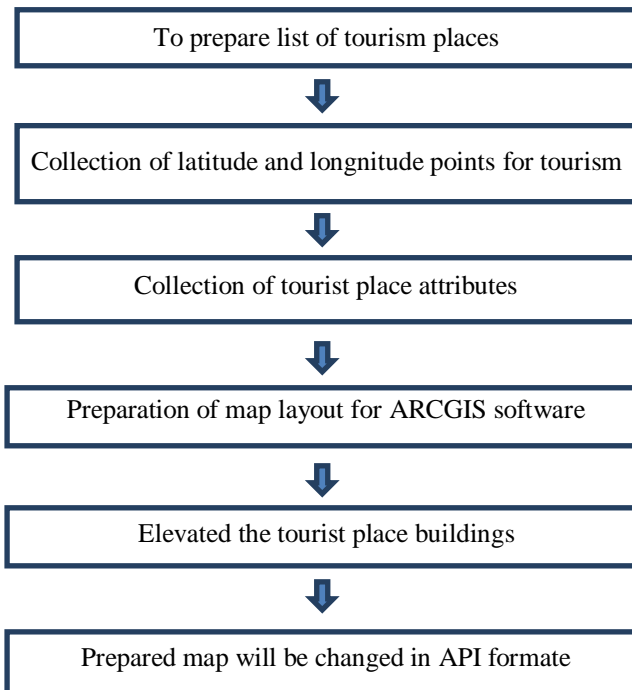 To prepare list of tourism places
Collection of latitude and longnitude points for tourism
Collection of tourist place attributes
Preparation of map layout for ARCGIS software
Elevated the tourist place buildings
Prepared map will be changed in API formate